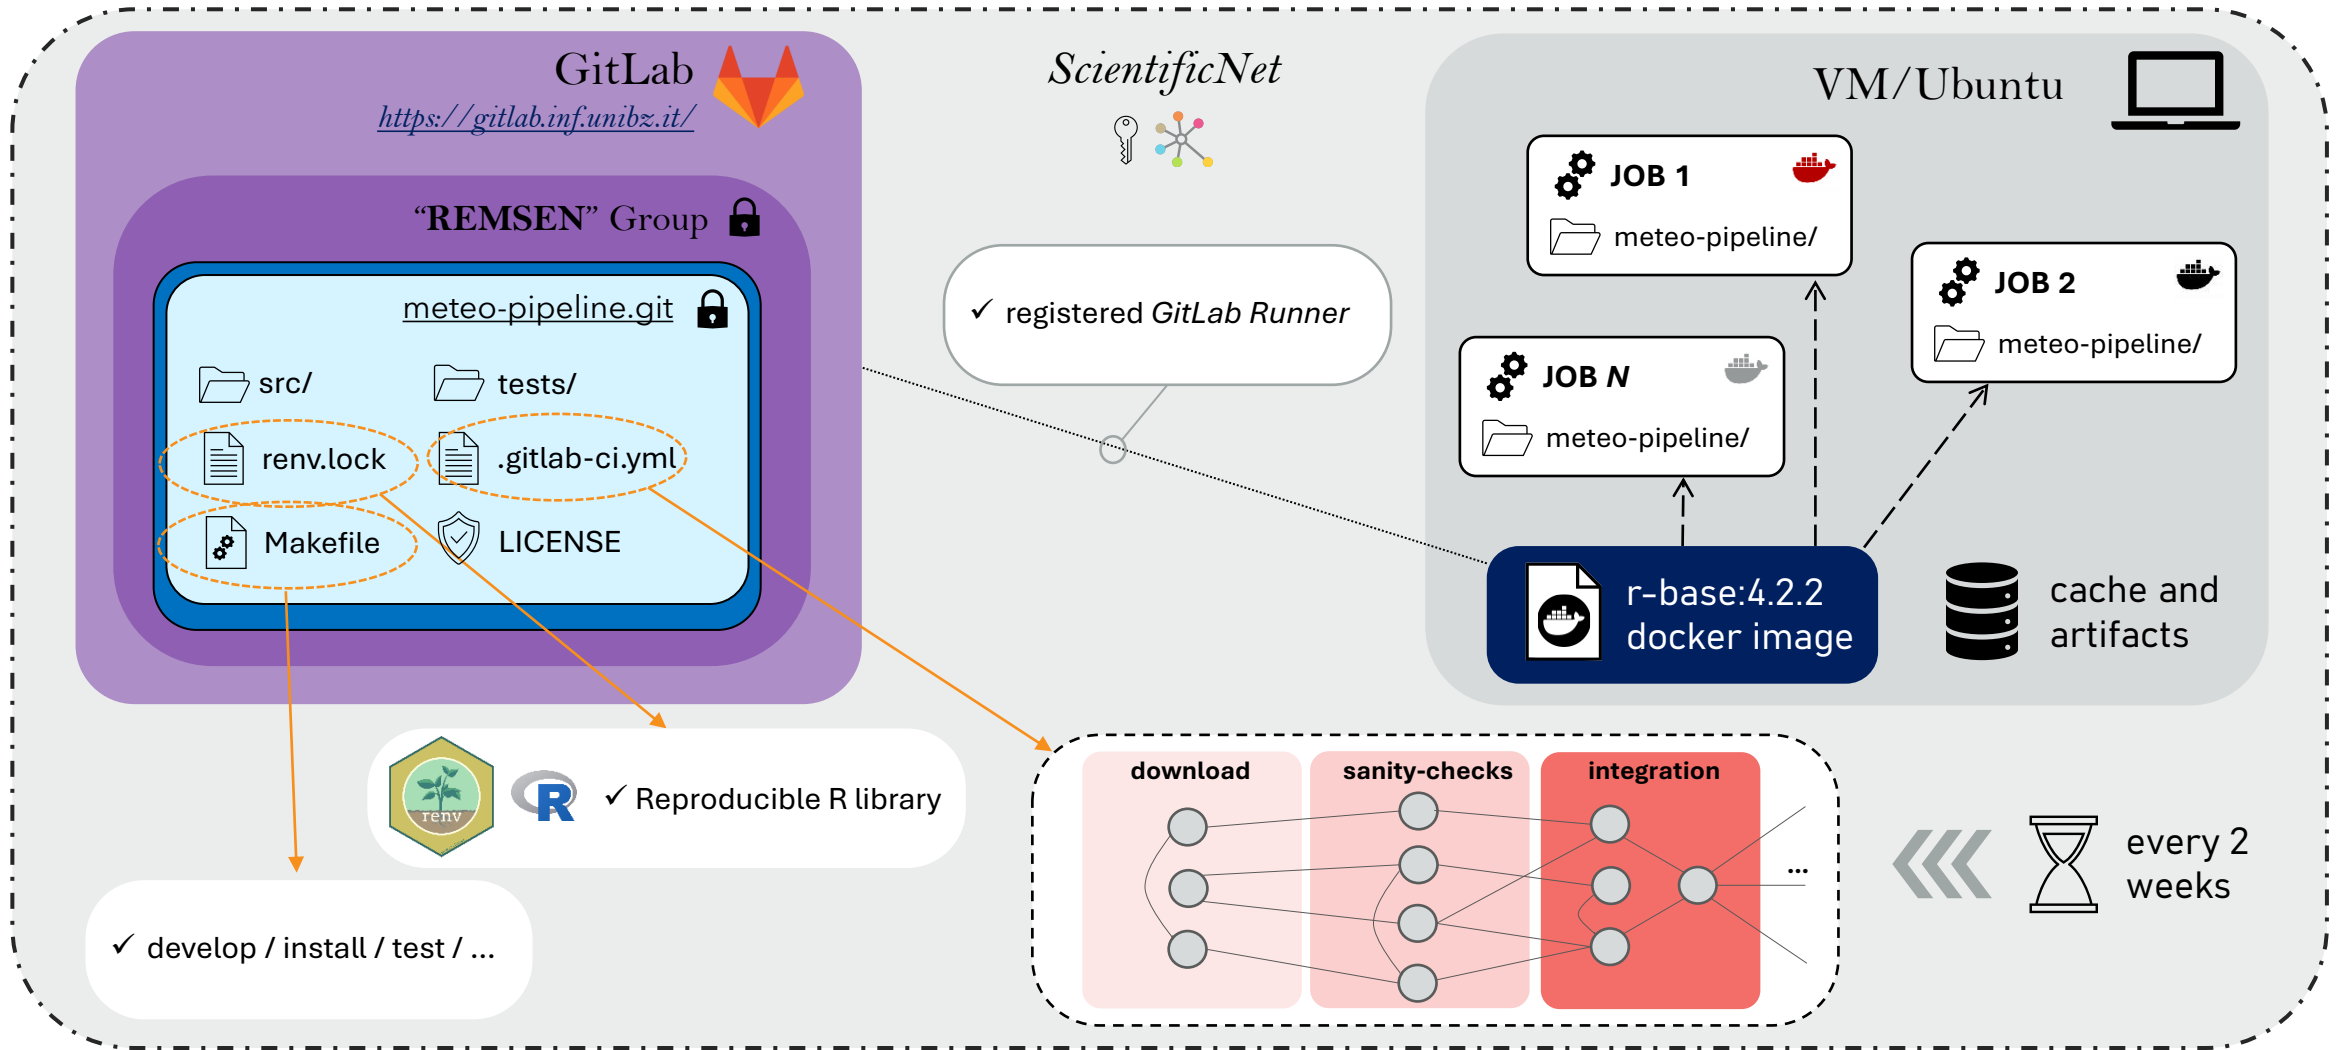 GitLab
https://gitlab.inf.unibz.it/
“REMSEN” Group
meteo-pipeline.git
src/
tests/
renv.lock
.gitlab-ci.yml
Makefile
LICENSE
ScientificNet
✓ registered GitLab Runner
VM/Ubuntu
JOB 1
meteo-pipeline/
JOB 2
meteo-pipeline/
JOB N
meteo-pipeline/
r-base:4.2.2
docker image
cache and
artifacts
renv
R
✓ Reproducible R library
✓ develop / install / test / ...
download
sanity-checks
integration
...
every 2
weeks